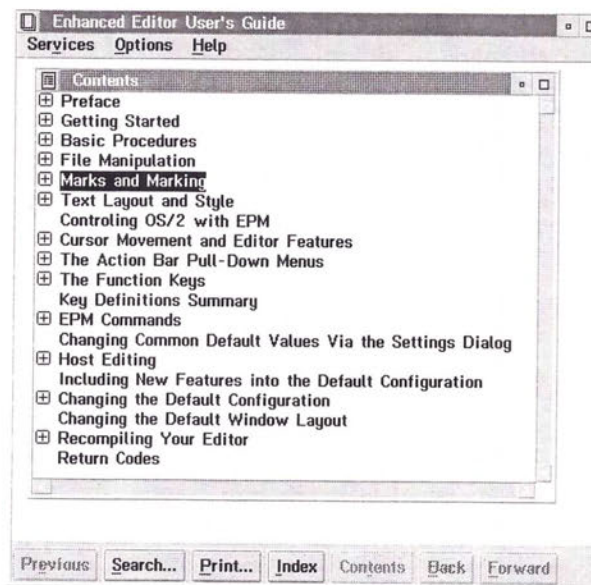 Enhanced Editor User's Guide
Services Options Help
Contents
Preface
Getting Started
Basic Procedures
File Manipulation
Marks and Marking
Text Layout and Style
Controling OS/2 with EPM
Cursor Movement and Editor Features
The Action Bar Pull-Down Menus
The Function Keys
Key Definitions Summary
EPM Commands
Changing Common Default Values Via the Settings Dialog
Host Editing
Including New Features into the Default Configuration
Changing the Default Configuration
Changing the Default Window Layout
Recompiling Your Editor
Return Codes
Previous Search... Print... Index Contents Back Forward